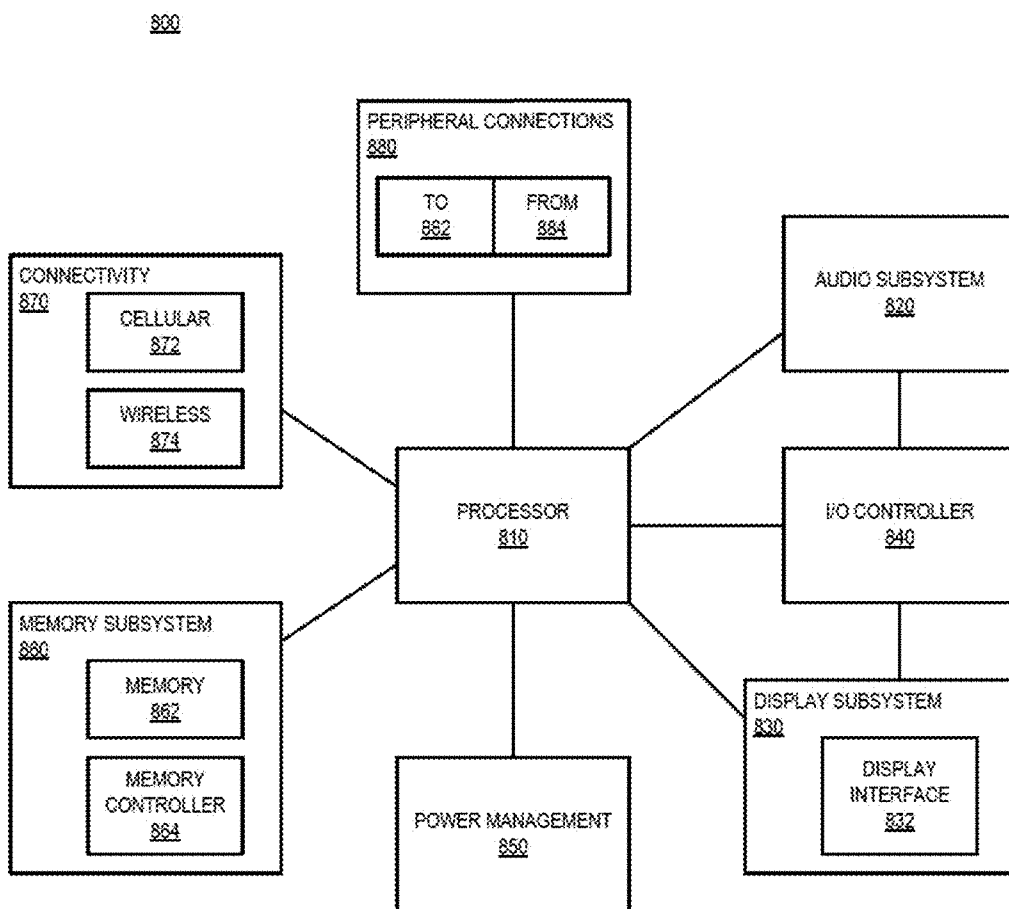 800
PERIPHERAL CONNECTIONS
880
TO
882
FROM
884
CONNECTIVITY
870
CELLULAR
872
WIRELESS
874
AUDIO SUBSYSTEM
820
PROCESSOR
810
I/O CONTROLLER
840
MEMORY SUBSYSTEM
860
MEMORY
862
MEMORY
CONTROLLER
864
POWER MANAGEMENT
850
DISPLAY SUBSYSTEM
830
DISPLAY
INTERFACE
832